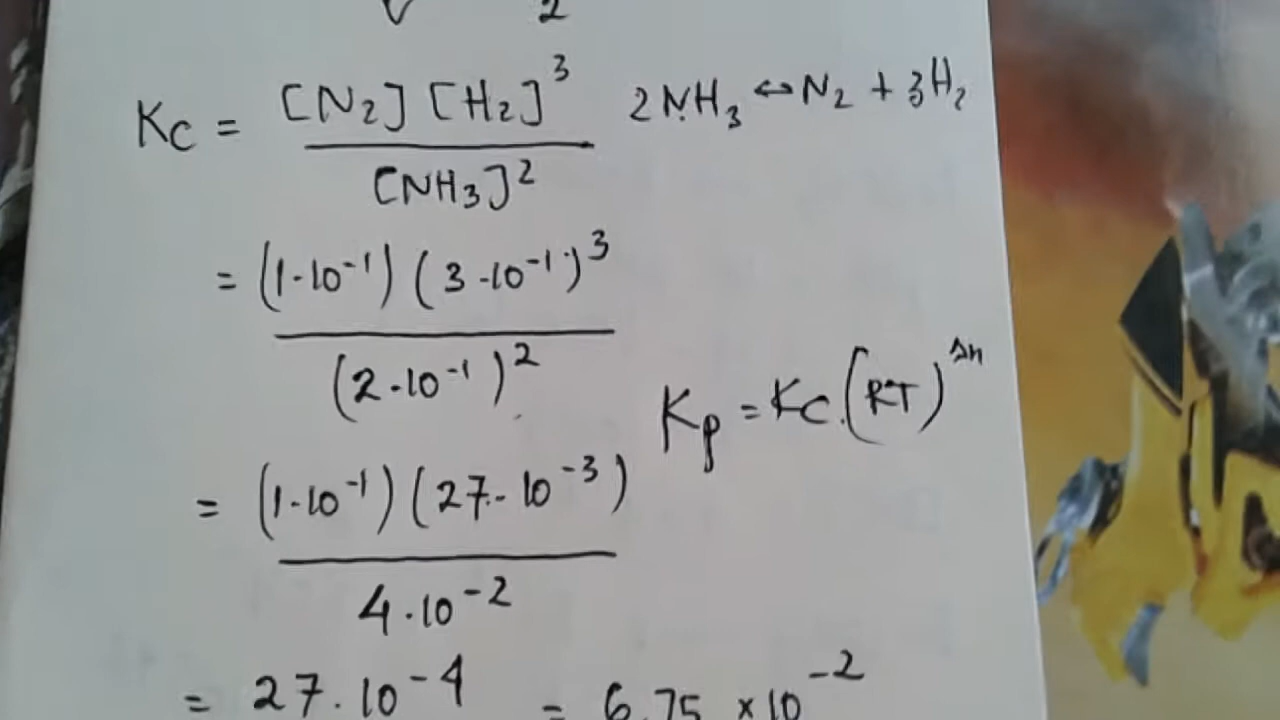 2
Kc = [N₂] [H₂]³ / [NH₃]² 2NH₃ ⇔ N₂ + 3H₂
= (1·10⁻¹) (3·10⁻¹)³ / (2·10⁻¹)²
Kp = Kc.(RT)^Δn
= (1·10⁻¹) (27·10⁻³) / 4·10⁻²
= 27.10⁻⁴ = 6.75 ×10⁻²